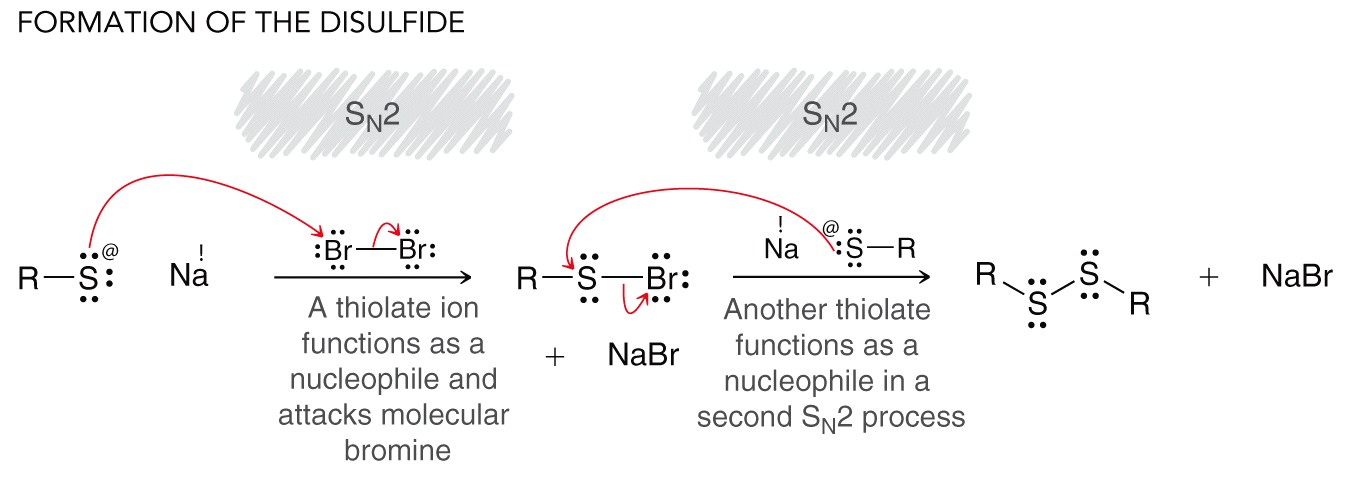 FORMATION OF THE DISULFIDE
SN2
SN2
R S @ Na !
Br Br
R S Br
Na ! @ S R
R S S R + NaBr
A thiolate ion
functions as a
nucleophile and
attacks molecular
bromine
+ NaBr
Another thiolate
functions as a
nucleophile in a
second SN2 process